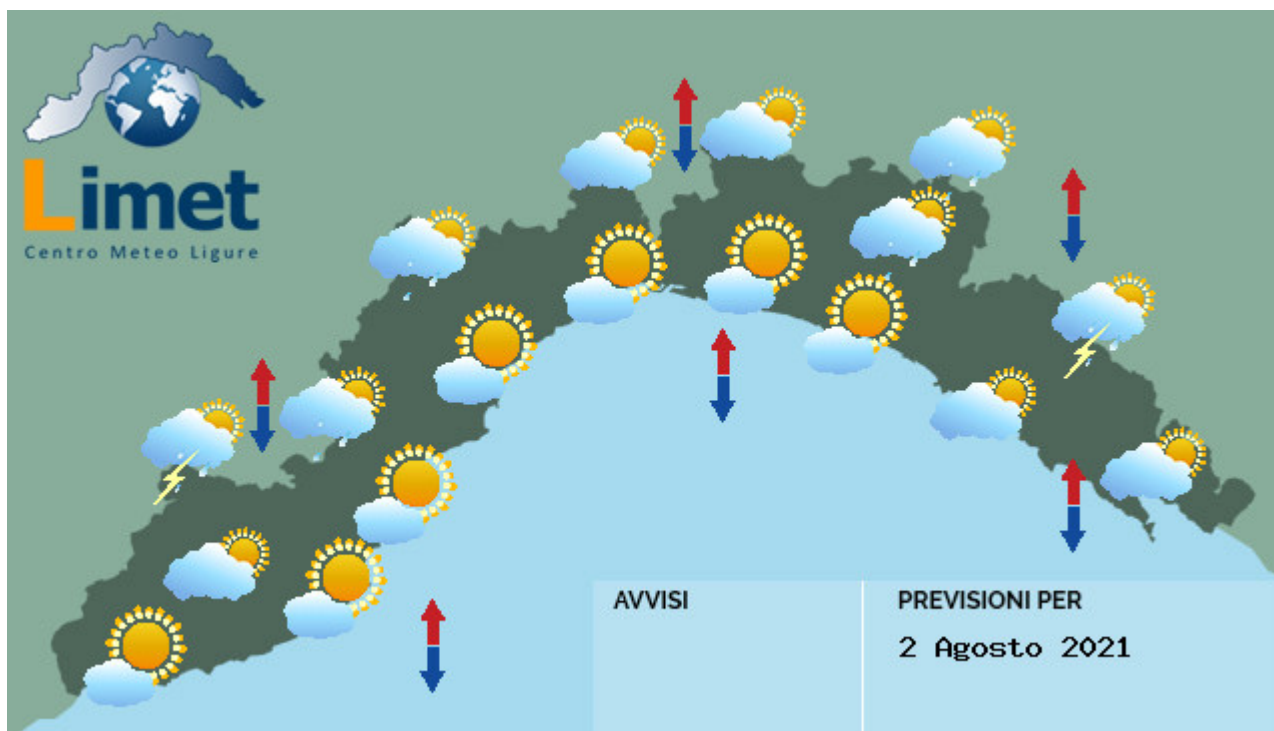 Limet
Centro Meteo Ligure
AVVISI
PREVISIONI PER
2 Agosto 2021